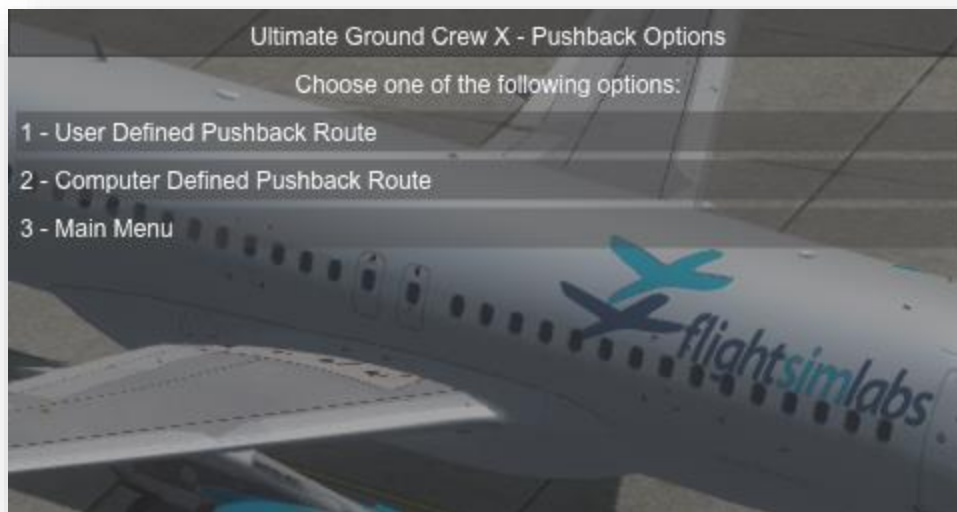 Ultimate Ground Crew X - Pushback Options
Choose one of the following options:
1 - User Defined Pushback Route
2 - Computer Defined Pushback Route
3 - Main Menu
flightsimlabs